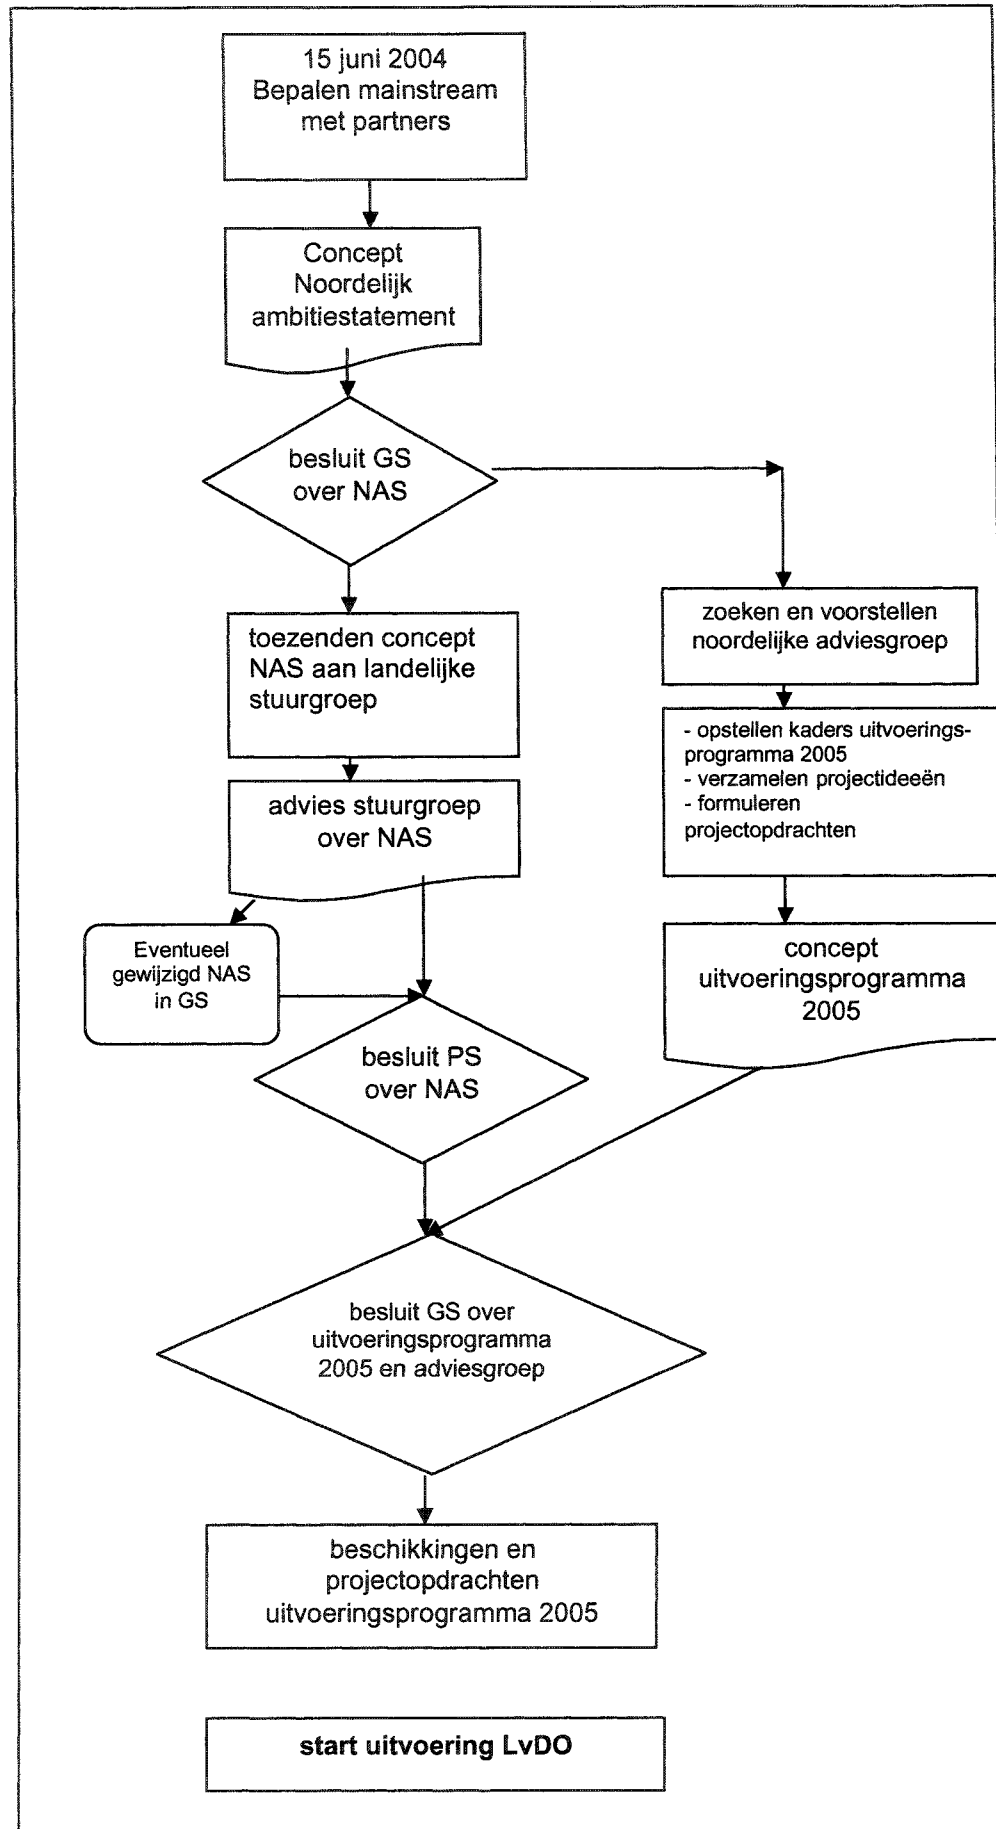 15 juni 2004
Bepalen mainstream
met partners
Concept
Noordelijk
ambitiestatement
besluit GS
over NAS
toezenden concept
NAS aan landelijke
stuurgroep
advies stuurgroep
over NAS
Eventueel
gewijzigd NAS
in GS
besluit PS
over NAS
zoeken en voorstellen
noordelijke adviesgroep
- opstellen kaders uitvoerings-
programma 2005
- verzamelen projectideeën
- formuleren
projectopdrachten
concept
uitvoeringsprogramma
2005
besluit GS over
uitvoeringsprogramma
2005 en adviesgroep
beschikkingen en
projectopdrachten
uitvoeringsprogramma 2005
start uitvoering LvDO